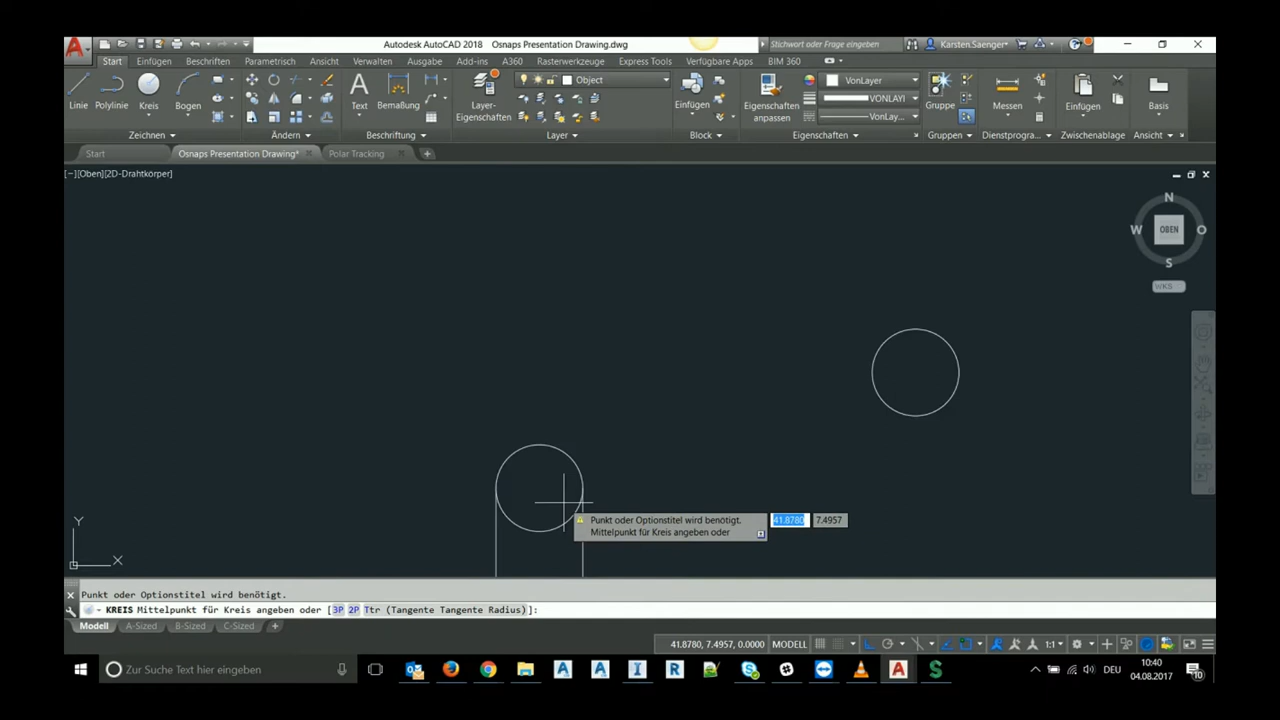 Autodesk AutoCAD 2018 Osnaps Presentation Drawing.dwg
Stichwort oder Frage eingeben
Karsten.Saenger
Start Einfügen Beschriften Parametrisch Ansicht Verwalten Ausgabe Add-ins A360 Rasterwerkzeuge Express Tools Verfügbare Apps BIM 360
Object
VonLayer
VONLAYI
VonLay...
Linie Polylinie Kreis Bogen Text Bemaßung Layer-Eigenschaften Einfügen Eigenschaften anpassen Gruppe Messen Einfügen Basis
Zeichnen Ändern Beschriftung Layer Block Eigenschaften Gruppen Dienstprogram... Zwischenablage Ansicht
Start Osnaps Presentation Drawing* Polar Tracking
[−][Oben][2D-Drahtkörper]
N
W OBEN O
S
WKS
Punkt oder Optionstitel wird benötigt.
Mittelpunkt für Kreis angeben oder
41.8780 7.4957
Y
X
Punkt oder Optionstitel wird benötigt.
KREIS Mittelpunkt für Kreis angeben oder [3P 2P Ttr (Tangente Tangente Radius)]:
Modell A-Sized B-Sized C-Sized
41.8780, 7.4957, 0.0000 MODELL 1:1
Zur Suche Text hier eingeben
DEU
10:40
04.08.2017
10